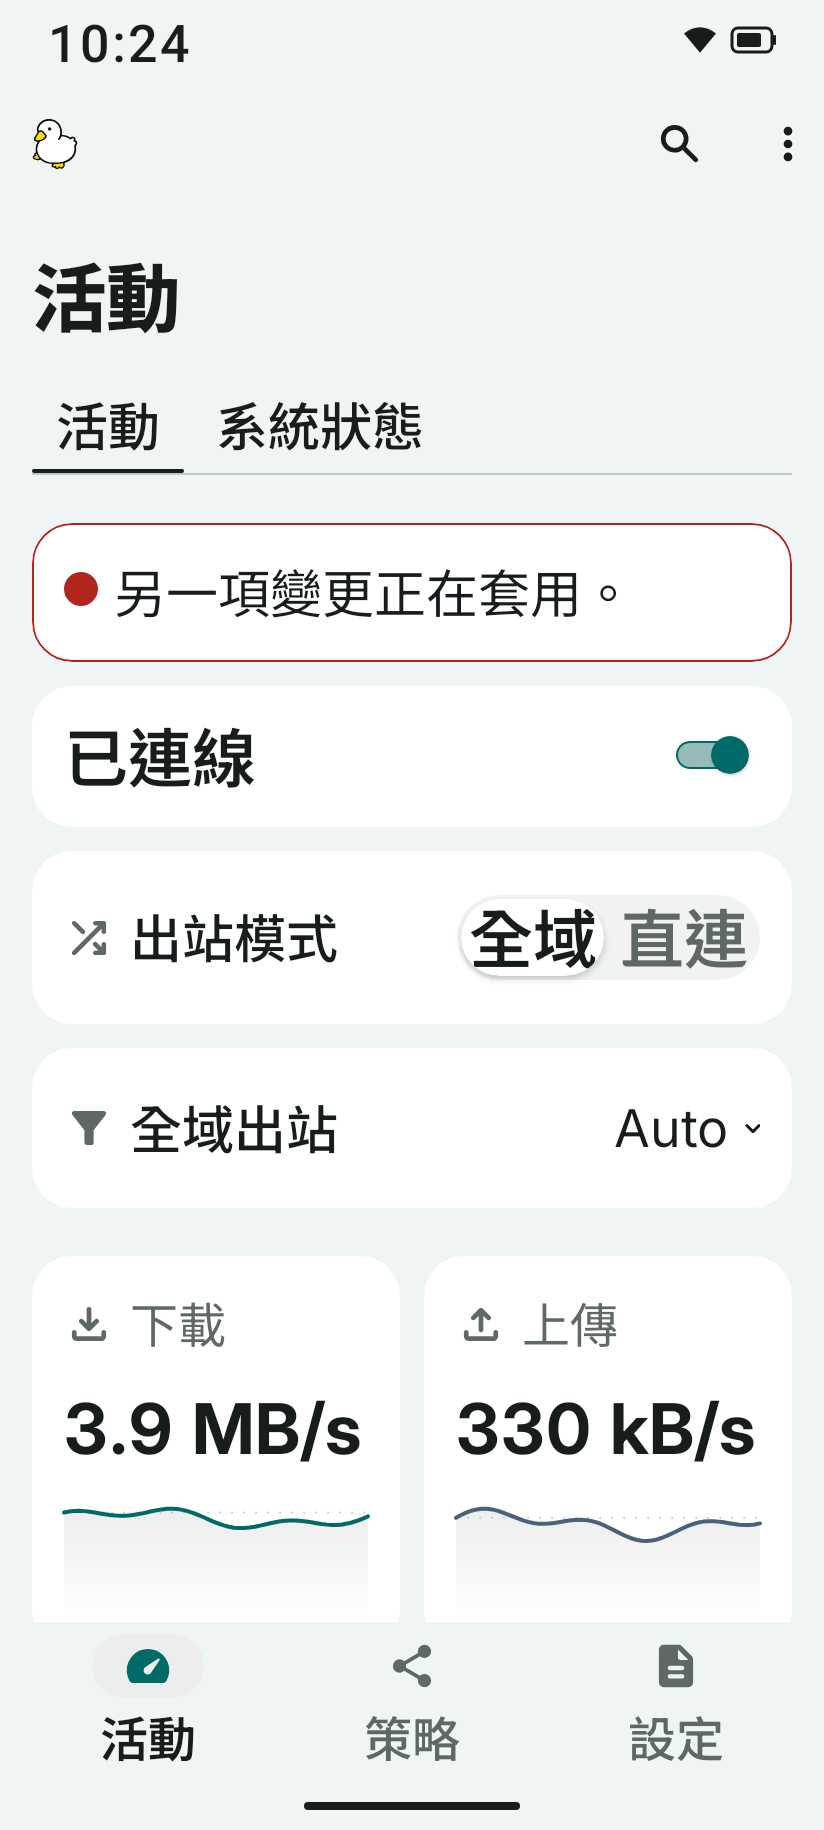 10:24
活動
活動
系統狀態
另一項變更正在套用。
已連線
出站模式
全域
直連
全域出站
Auto
下載
上傳
3.9 MB/s
330 kB/s
活動
策略
設定